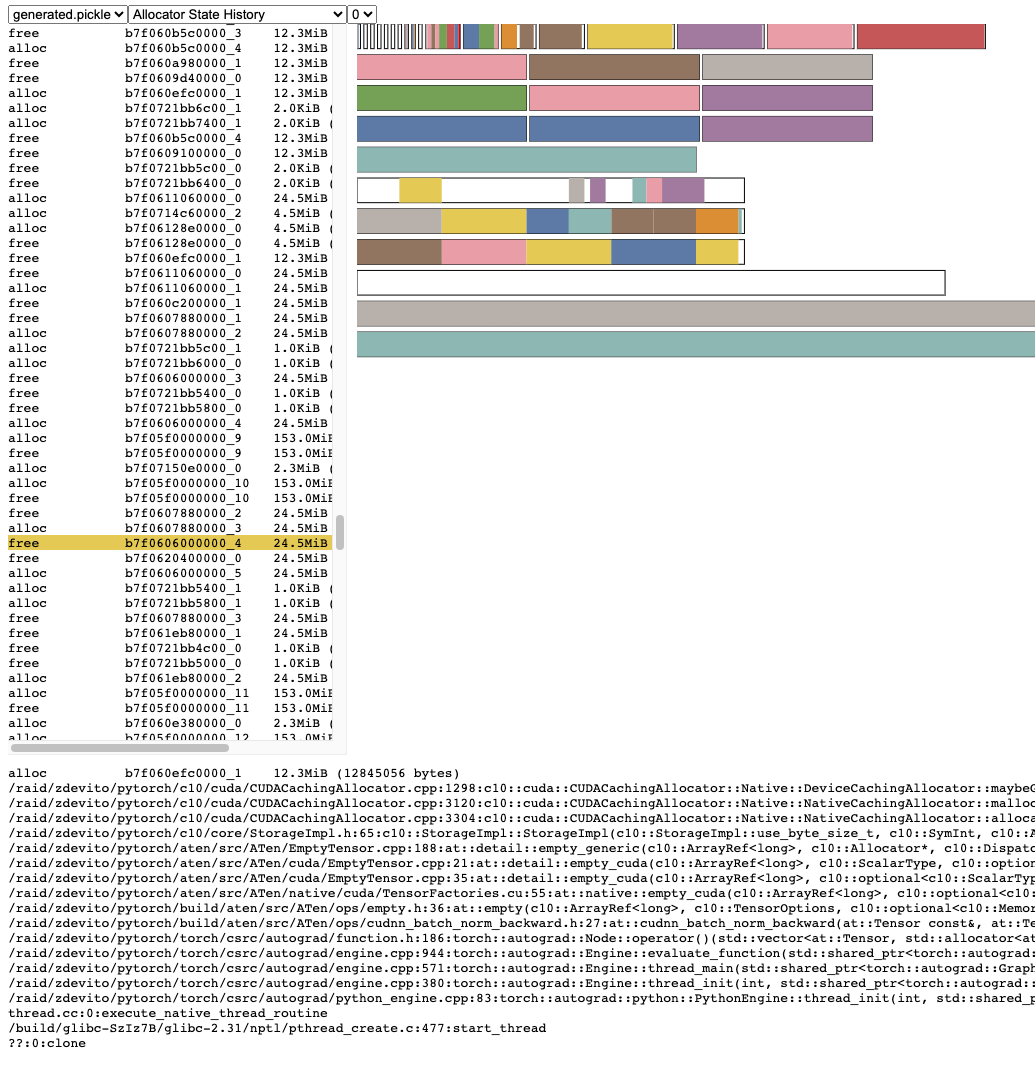 generated.pickle Allocator State History 0
free b7f060b5c0000_3 12.3MiB
alloc b7f060b5c0000_4 12.3MiB
free b7f060a980000_1 12.3MiB
free b7f0609d40000_0 12.3MiB
alloc b7f060efc0000_1 12.3MiB
alloc b7f0721bb6c00_1 2.0KiB (
alloc b7f0721bb7400_1 2.0KiB (
free b7f060b5c0000_4 12.3MiB
free b7f0609100000_0 12.3MiB
free b7f0721bb5c00_0 2.0KiB (
free b7f0721bb6400_0 2.0KiB (
alloc b7f0611060000_0 24.5MiB
alloc b7f0714c60000_2 4.5MiB (
alloc b7f06128e0000_0 4.5MiB (
free b7f06128e0000_0 4.5MiB (
free b7f060efc0000_1 12.3MiB
free b7f0611060000_0 24.5MiB
alloc b7f0611060000_1 24.5MiB
free b7f060c200000_1 24.5MiB
free b7f0607880000_1 24.5MiB
alloc b7f0607880000_2 24.5MiB
alloc b7f0721bb5c00_1 1.0KiB (
alloc b7f0721bb6000_0 1.0KiB (
free b7f0606000000_3 24.5MiB
free b7f0721bb5400_0 1.0KiB (
free b7f0721bb5800_0 1.0KiB (
alloc b7f0606000000_4 24.5MiB
alloc b7f05f0000000_9 153.0MiB
free b7f05f0000000_9 153.0MiB
alloc b7f07150e0000_0 2.3MiB (
alloc b7f05f0000000_10 153.0MiB
free b7f05f0000000_10 153.0MiB
free b7f0607880000_2 24.5MiB
alloc b7f0607880000_3 24.5MiB
free b7f0606000000_4 24.5MiB
free b7f0620400000_0 24.5MiB
alloc b7f0606000000_5 24.5MiB
alloc b7f0721bb5400_1 1.0KiB (
alloc b7f0721bb5800_1 1.0KiB (
free b7f0607880000_3 24.5MiB
free b7f061eb80000_1 24.5MiB
free b7f0721bb4c00_0 1.0KiB (
free b7f0721bb5000_0 1.0KiB (
alloc b7f061eb80000_2 24.5MiB
alloc b7f05f0000000_11 153.0MiB
free b7f05f0000000_11 153.0MiB
alloc b7f060e380000_0 2.3MiB (
alloc b7f05f0000000_12 153.0MiB
alloc b7f060efc0000_1 12.3MiB (12845056 bytes)
/raid/zdevito/pytorch/c10/cuda/CUDACachingAllocator.cpp:1298:c10::cuda::CUDACachingAllocator::Native::DeviceCachingAllocator::maybeG
/raid/zdevito/pytorch/c10/cuda/CUDACachingAllocator.cpp:3120:c10::cuda::CUDACachingAllocator::Native::NativeCachingAllocator::malloc
/raid/zdevito/pytorch/c10/cuda/CUDACachingAllocator.cpp:3304:c10::cuda::CUDACachingAllocator::Native::NativeCachingAllocator::alloca
/raid/zdevito/pytorch/c10/core/StorageImpl.h:65:c10::StorageImpl::StorageImpl(c10::StorageImpl::use_byte_size_t, c10::SymInt, c10::A
/raid/zdevito/pytorch/aten/src/ATen/EmptyTensor.cpp:188:at::detail::empty_generic(c10::ArrayRef<long>, c10::Allocator*, c10::Dispatc
/raid/zdevito/pytorch/aten/src/ATen/cuda/EmptyTensor.cpp:21:at::detail::empty_cuda(c10::ArrayRef<long>, c10::ScalarType, c10::option
/raid/zdevito/pytorch/aten/src/ATen/cuda/EmptyTensor.cpp:35:at::detail::empty_cuda(c10::ArrayRef<long>, c10::optional<c10::ScalarTyp
/raid/zdevito/pytorch/aten/src/ATen/native/cuda/TensorFactories.cu:55:at::native::empty_cuda(c10::ArrayRef<long>, c10::optional<c10:
/raid/zdevito/pytorch/build/aten/src/ATen/ops/empty.h:36:at::empty(c10::ArrayRef<long>, c10::TensorOptions, c10::optional<c10::Memor
/raid/zdevito/pytorch/build/aten/src/ATen/ops/cudnn_batch_norm_backward.h:27:at::cudnn_batch_norm_backward(at::Tensor const&, at::Te
/raid/zdevito/pytorch/torch/csrc/autograd/function.h:186:torch::autograd::Node::operator()(std::vector<at::Tensor, std::allocator<at
/raid/zdevito/pytorch/torch/csrc/autograd/engine.cpp:944:torch::autograd::Engine::evaluate_function(std::shared_ptr<torch::autograd:
/raid/zdevito/pytorch/torch/csrc/autograd/engine.cpp:571:torch::autograd::Engine::thread_main(std::shared_ptr<torch::autograd::Graph
/raid/zdevito/pytorch/torch/csrc/autograd/engine.cpp:380:torch::autograd::Engine::thread_init(int, std::shared_ptr<torch::autograd::
/raid/zdevito/pytorch/torch/csrc/autograd/python_engine.cpp:83:torch::autograd::python::PythonEngine::thread_init(int, std::shared_p
thread.cc:0:execute_native_thread_routine
/build/glibc-SzIz7B/glibc-2.31/nptl/pthread_create.c:477:start_thread
??:0:clone